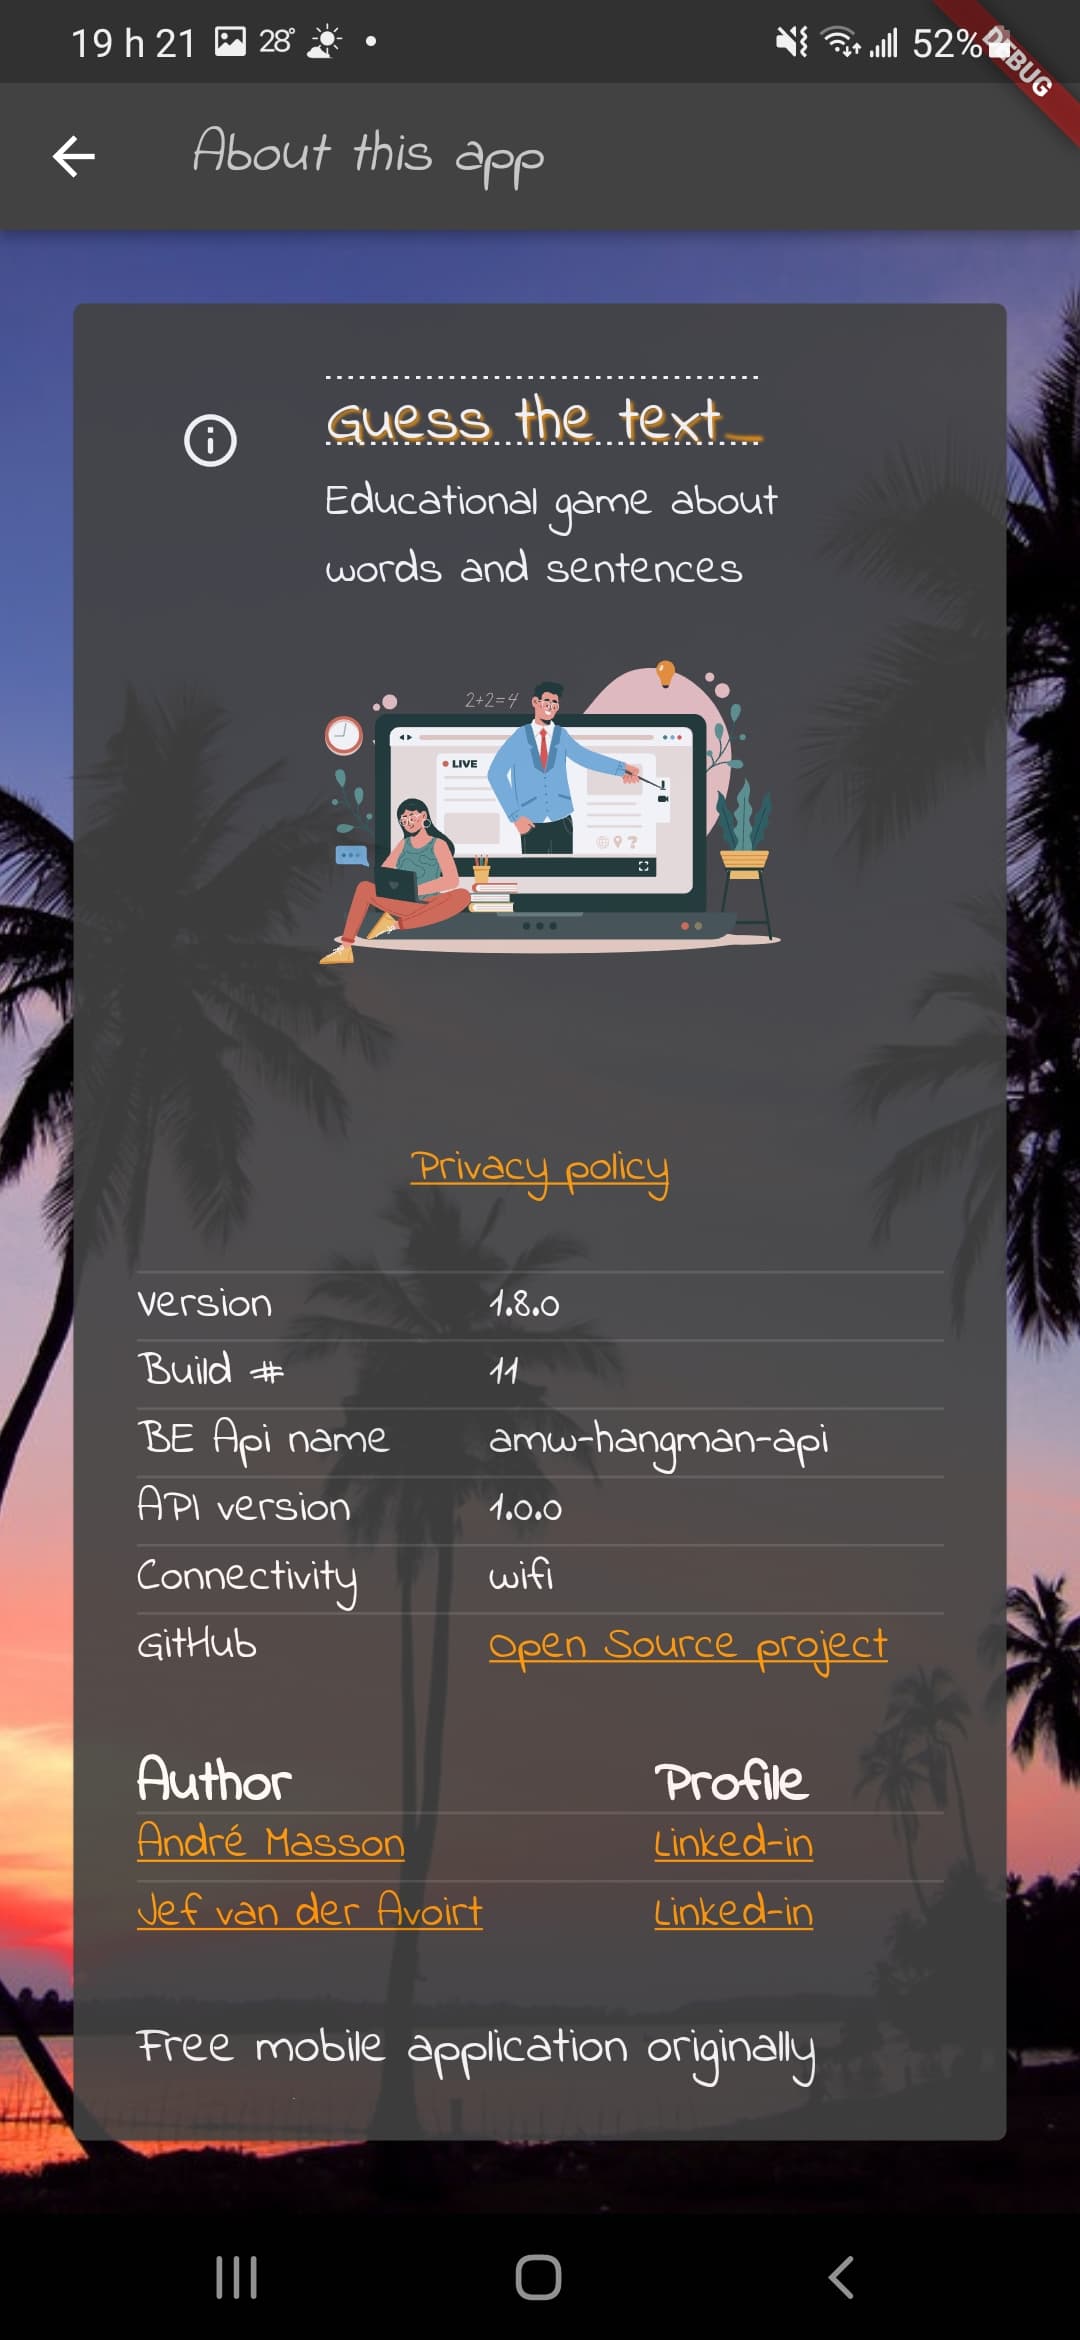 19 h 21 28° 52%
DEBUG
About this app
Guess the text_
Educational game about
words and sentences
2+2=4
LIVE
?
Privacy policy
Version 1.8.0
Build # 11
BE Api name amw-hangman-api
API version 1.0.0
Connectivity wifi
GitHub Open Source project
Author Profile
André Masson Linked-in
Jef van der Avoirt Linked-in
Free mobile application originally